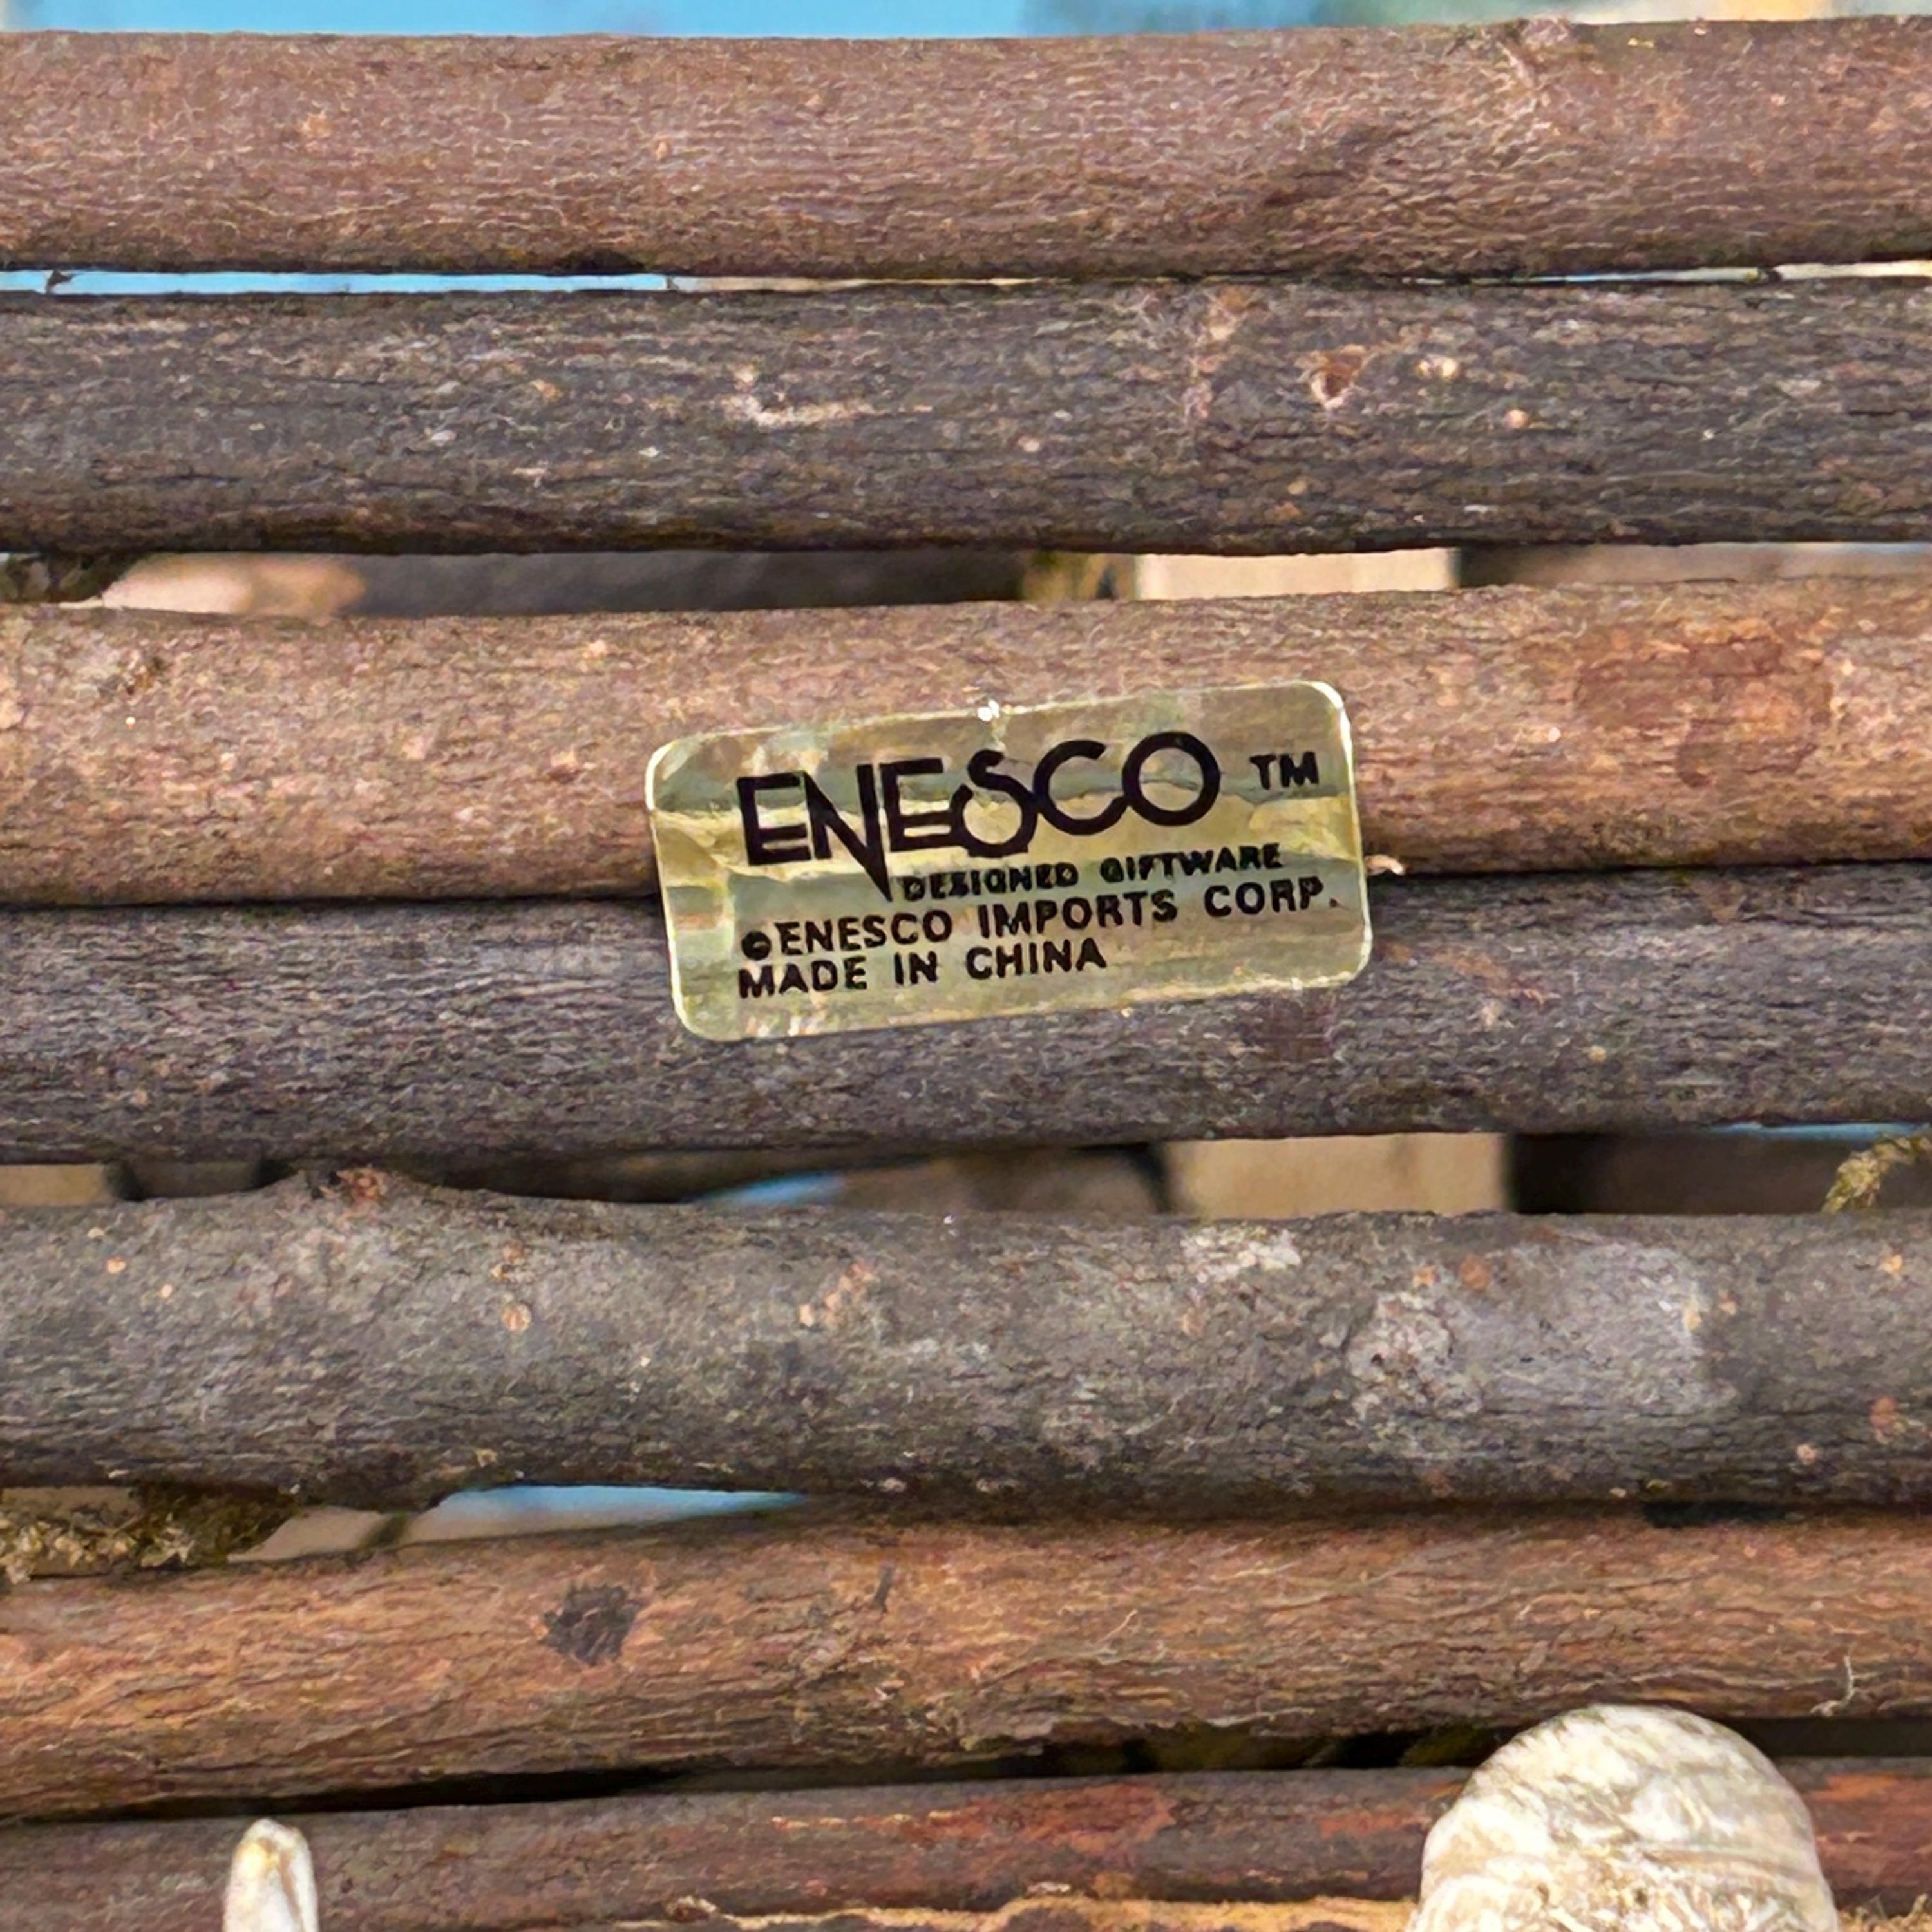 ENESCO ™
DESIGNED GIFTWARE
©ENESCO IMPORTS CORP.
MADE IN CHINA